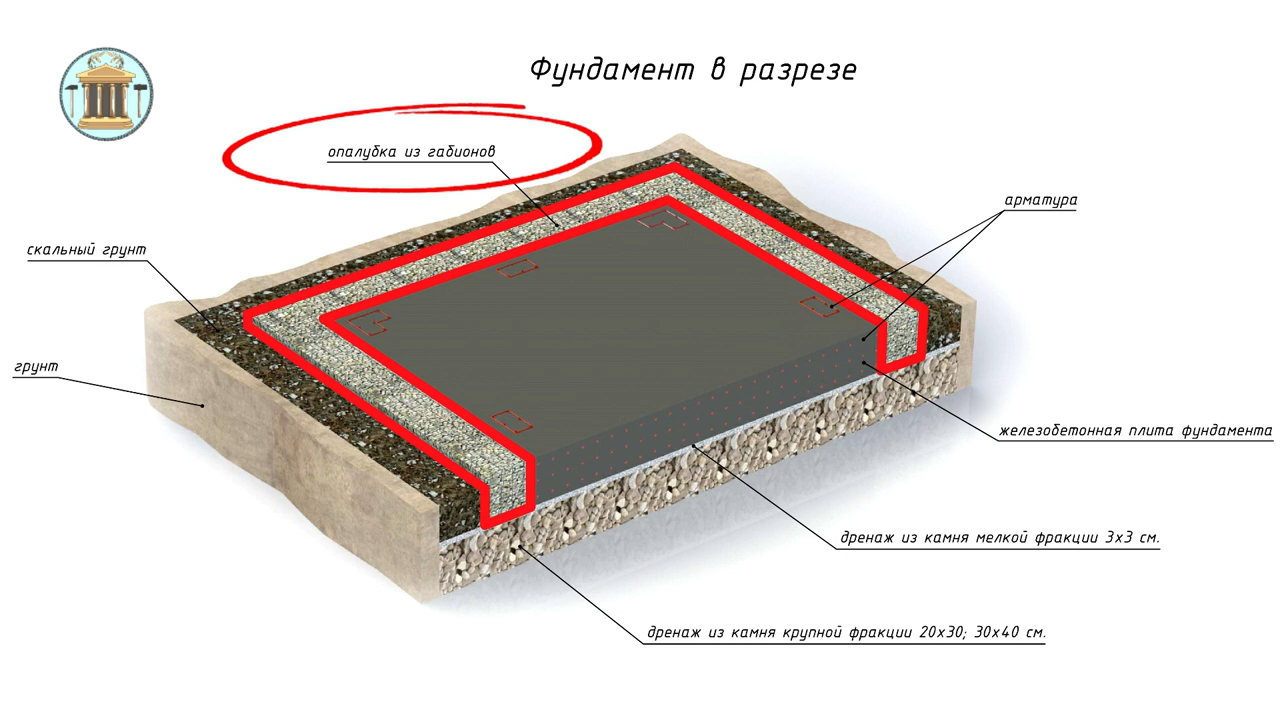 Фундамент в разрезе
опалубка из габионов
арматура
скальный грунт
грунт
железобетонная плита фундамента
дренаж из камня мелкой фракции 3х3 см.
дренаж из камня крупной фракции 20х30; 30х40 см.